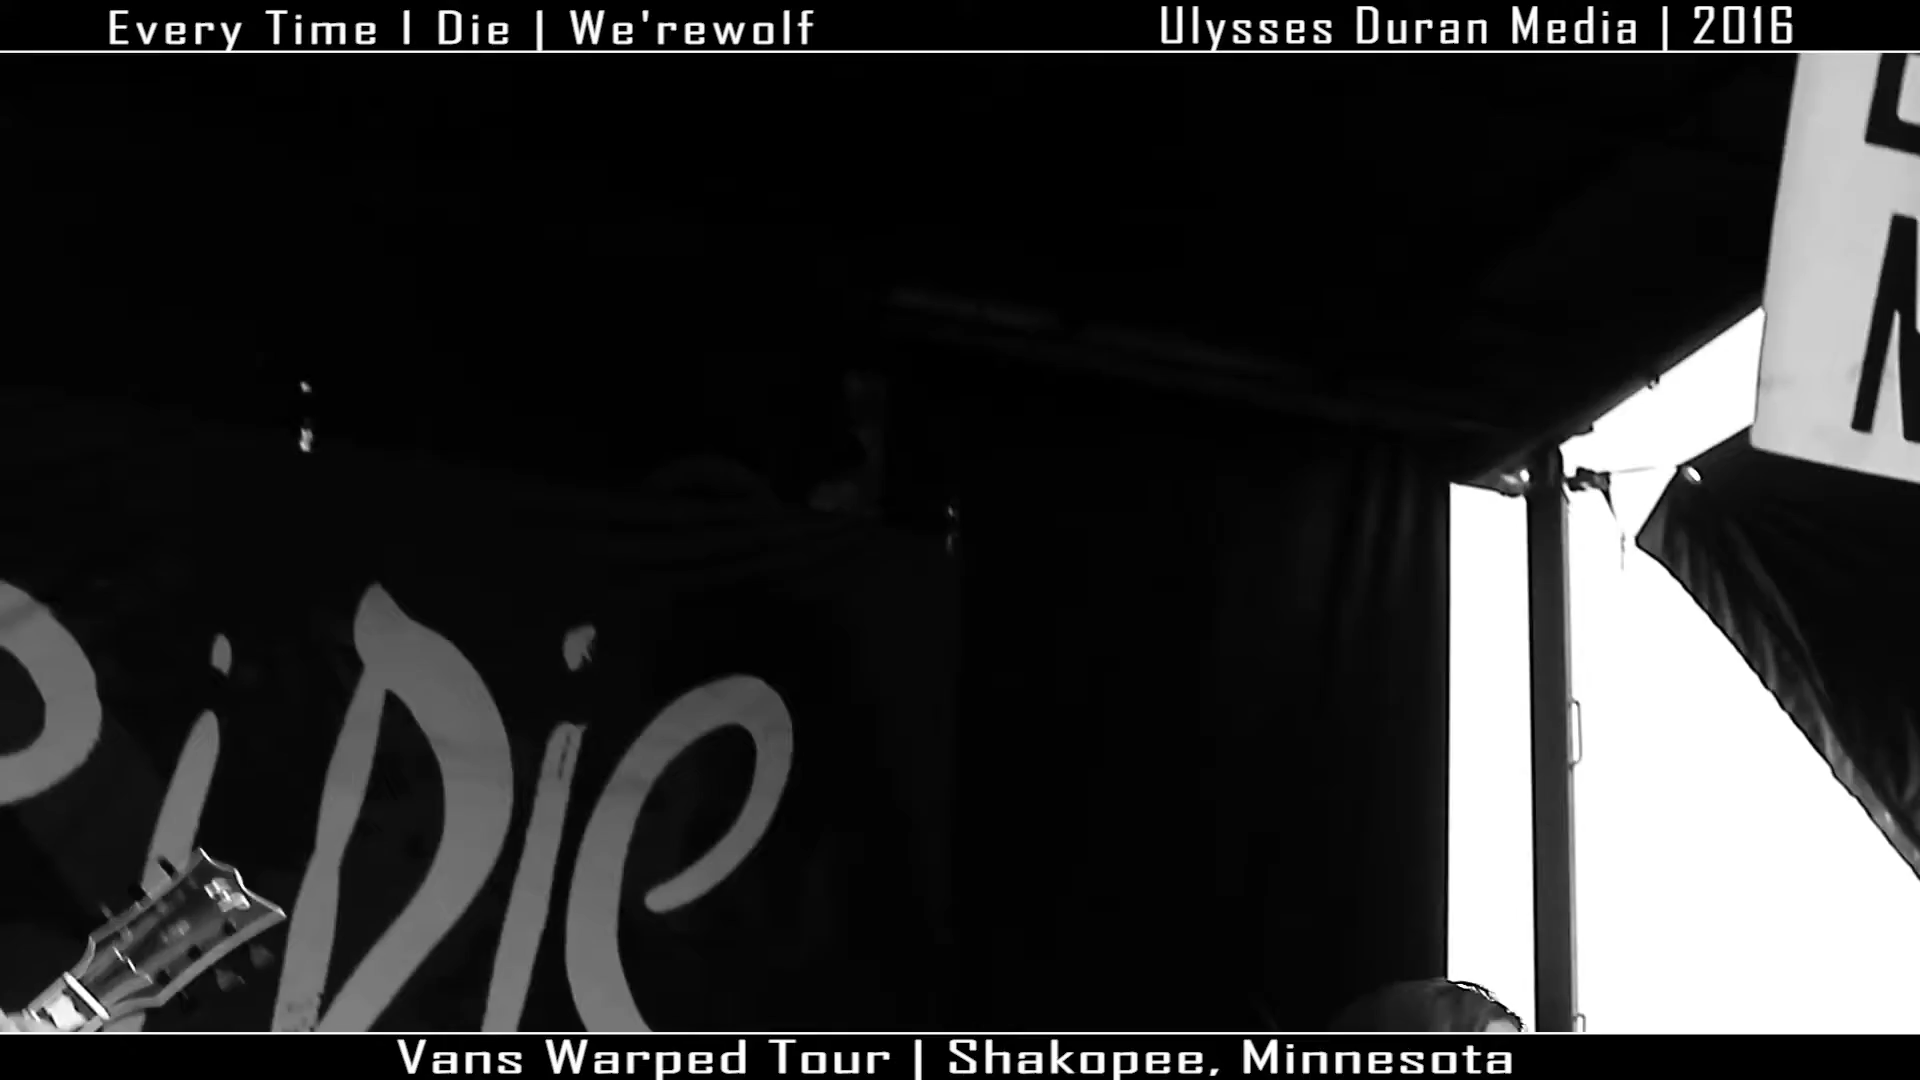 Every Time I Die | We'rewolf
Ulysses Duran Media | 2016
i Die
Vans Warped Tour | Shakopee, Minnesota